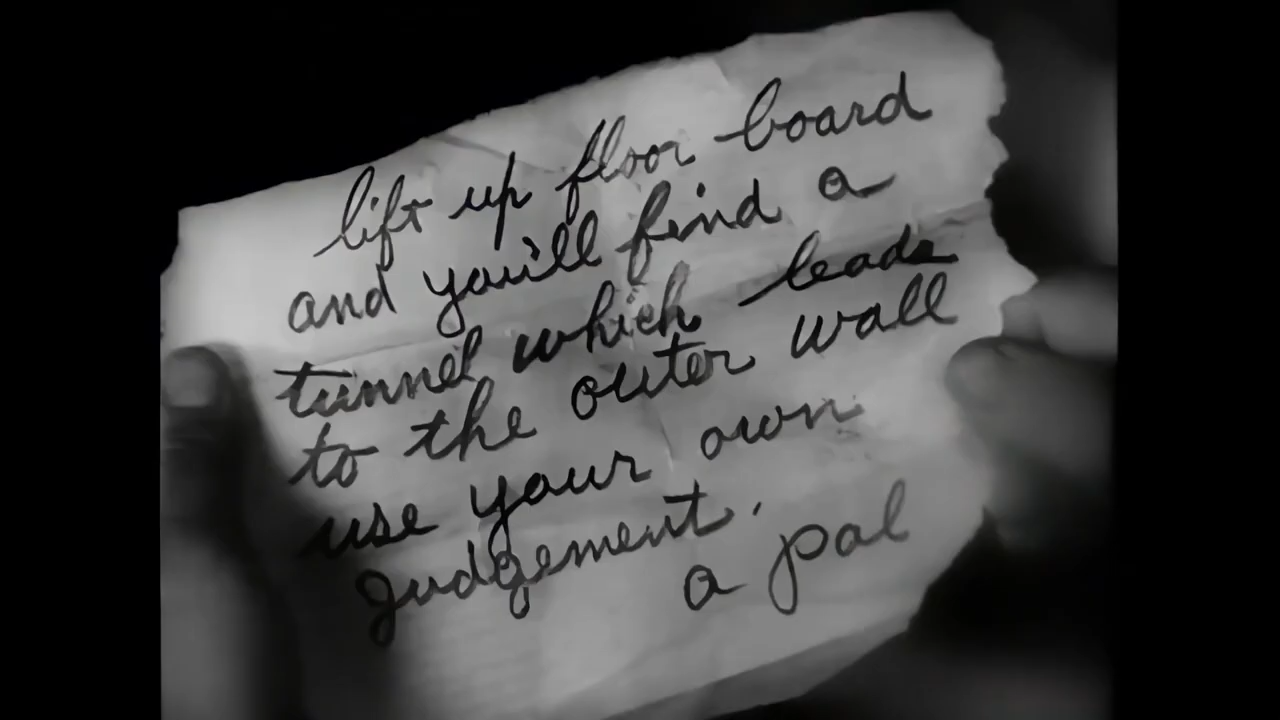 lift up floor board
and you'll find a
tunnel which leads
to the outer wall
use your own
judgement.
a pal